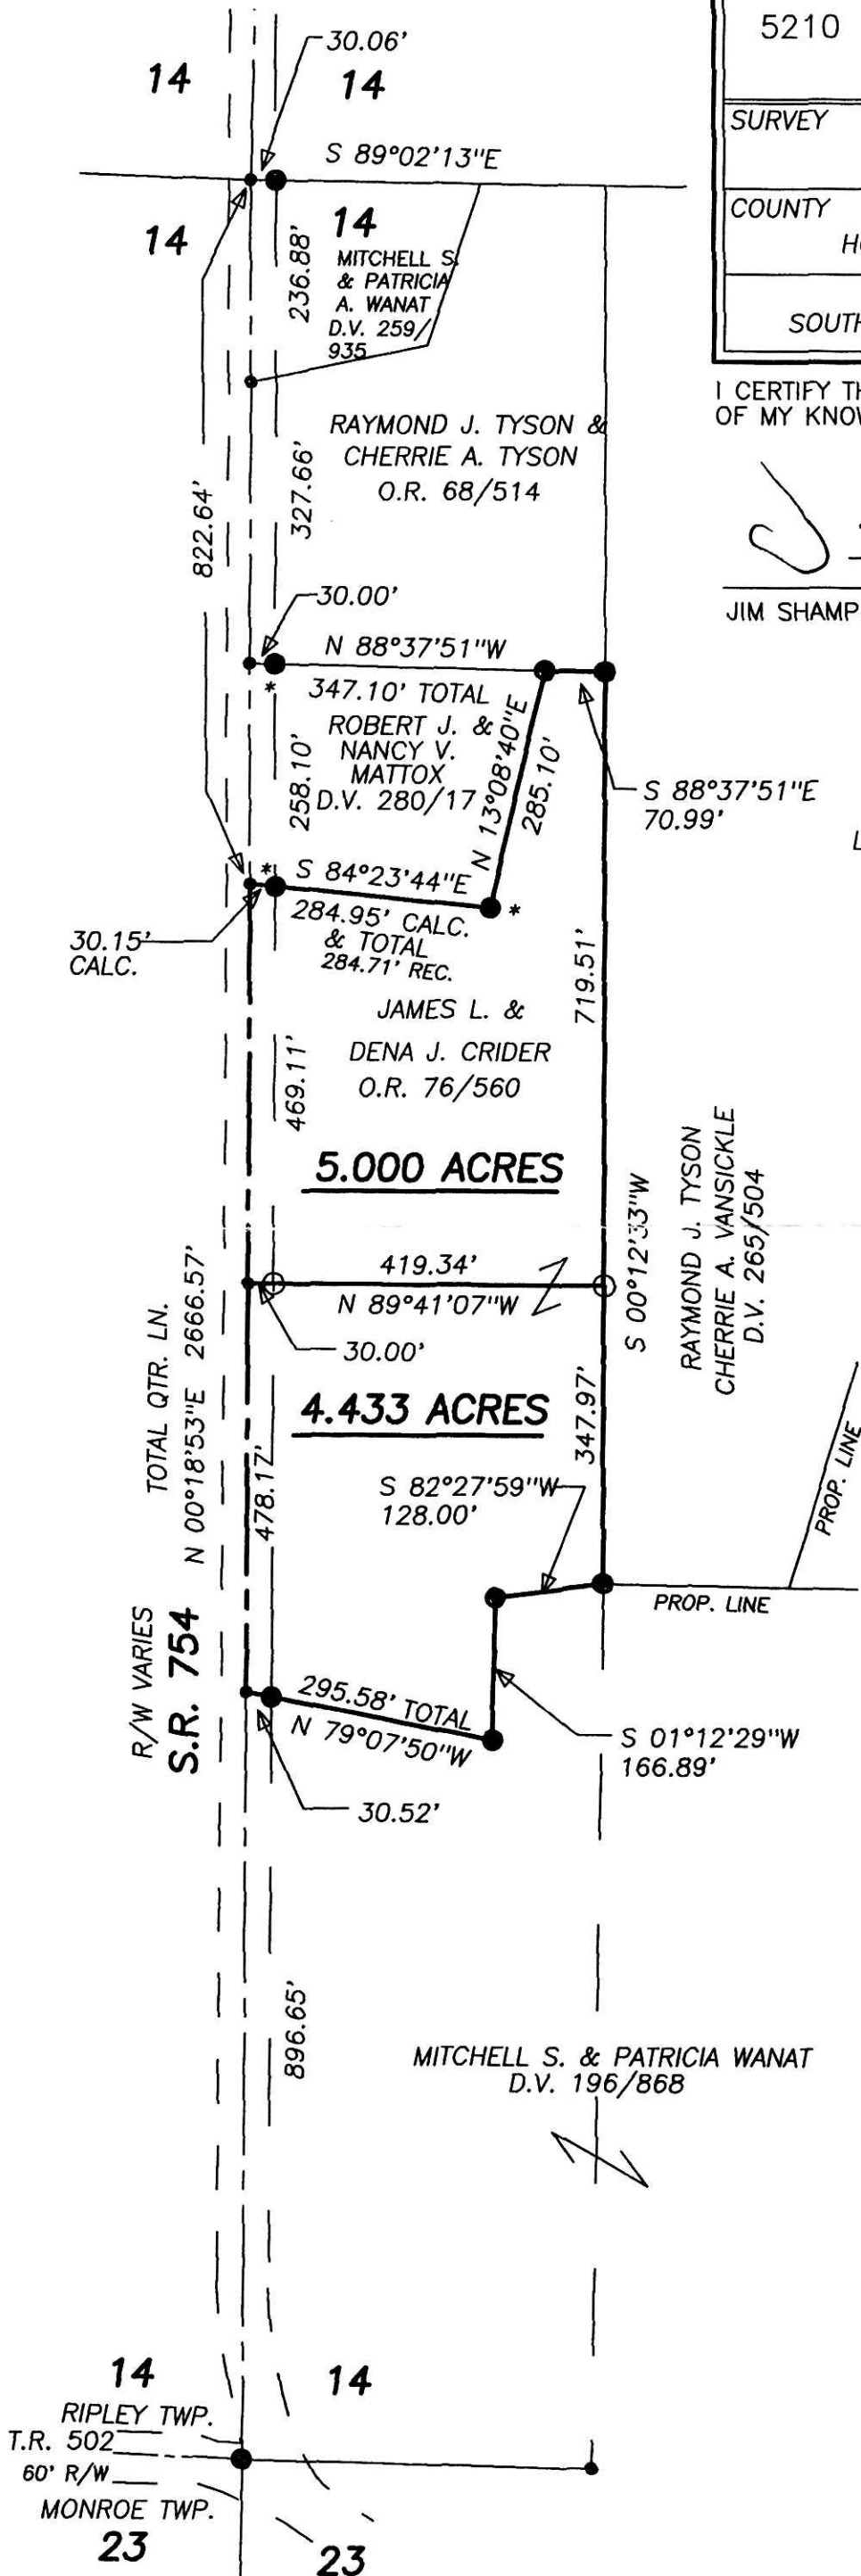 5210
SURVEY
COUNTY
SOUTH
I CERTIFY TH
OF MY KNOW
JIM SHAMP
30.06'
14
14
S 89°02'13"E
14
14
236.88'
MITCHELL S.
& PATRICIA
A. WANAT
D.V. 259/
935
RAYMOND J. TYSON &
CHERRIE A. TYSON
O.R. 68/514
327.66'
822.64'
30.00'
N 88°37'51"W
*
347.10' TOTAL
ROBERT J. &
NANCY V.
MATTOX
D.V. 280/17
258.10'
N 13°08'40"E
285.10'
S 88°37'51"E
70.99'
L
*
S 84°23'44"E
284.95' CALC.
& TOTAL
284.71' REC.
*
30.15'
CALC.
JAMES L. &
DENA J. CRIDER
O.R. 76/560
719.51'
469.11'
5.000 ACRES
S 00°12'33"W
RAYMOND J. TYSON
CHERRIE A. VANSICKLE
D.V. 265/504
419.34'
N 89°41'07"W
30.00'
TOTAL QTR. LN.
N 00°18'53"E 2666.57'
4.433 ACRES
347.97'
478.17'
S 82°27'59"W
128.00'
PROP. LINE
PROP. LINE
R/W VARIES
S.R. 754
295.58' TOTAL
N 79°07'50"W
S 01°12'29"W
166.89'
30.52'
896.65'
MITCHELL S. & PATRICIA WANAT
D.V. 196/868
14
14
RIPLEY TWP.
T.R. 502
60' R/W
MONROE TWP.
23
23